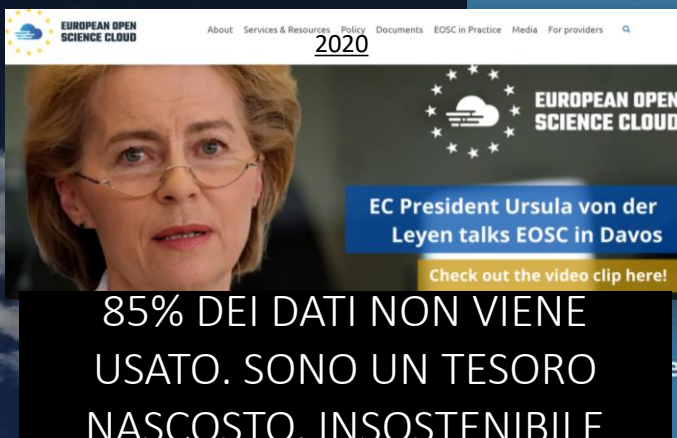 EUROPEAN OPEN
SCIENCE CLOUD
About Services & Resources Policy Documents EOSC in Practice Media For providers
2020
EUROPEAN OPEN
SCIENCE CLOUD
EC President Ursula von der
Leyen talks EOSC in Davos
Check out the video clip here!
85% DEI DATI NON VIENE
USATO. SONO UN TESORO
NASCOSTO. INSOSTENIBILE